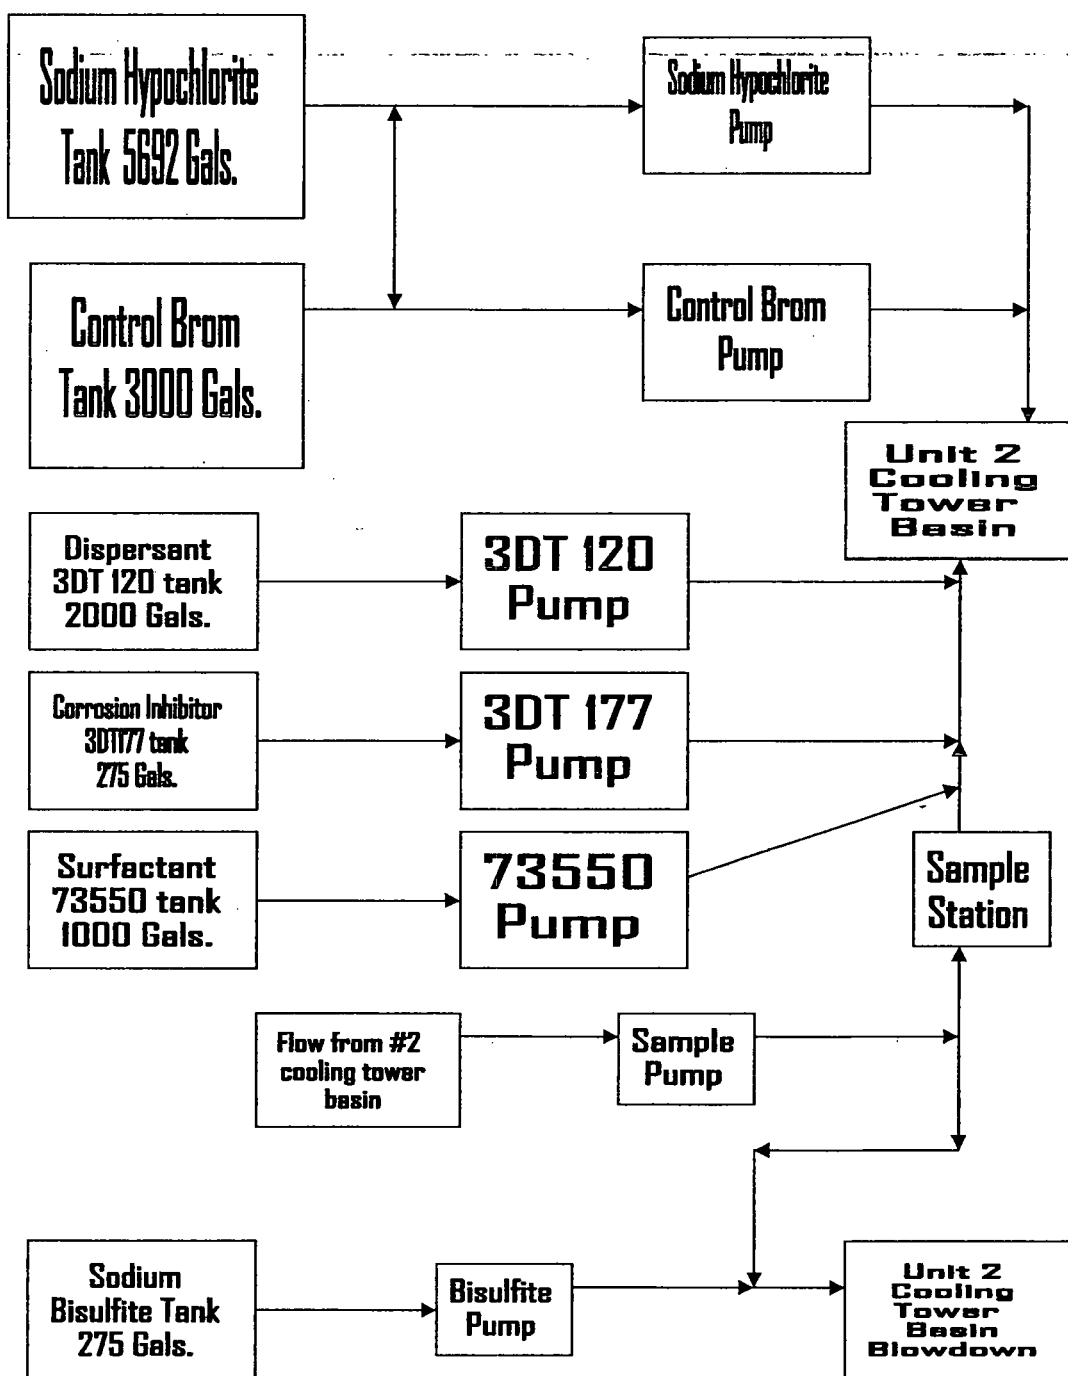 Sodium Hypochlorite
Tank 5692 Gals.
Sodium Hypochlorite
Pump
Control Brom
Tank 3000 Gals.
Control Brom
Pump
Unit 2
Cooling
Tower
Basin
Dispersant
3DT 120 tank
2000 Gals.
3DT 120
Pump
Corrosion Inhibitor
3DT177 tank
275 Gals.
3DT 177
Pump
Surfactant
73550 tank
1000 Gals.
73550
Pump
Sample
Station
Flow from #2
cooling tower
basin
Sample
Pump
Sodium
Bisulfite Tank
275 Gals.
Bisulfite
Pump
Unit 2
Cooling
Tower
Basin
Blowdown